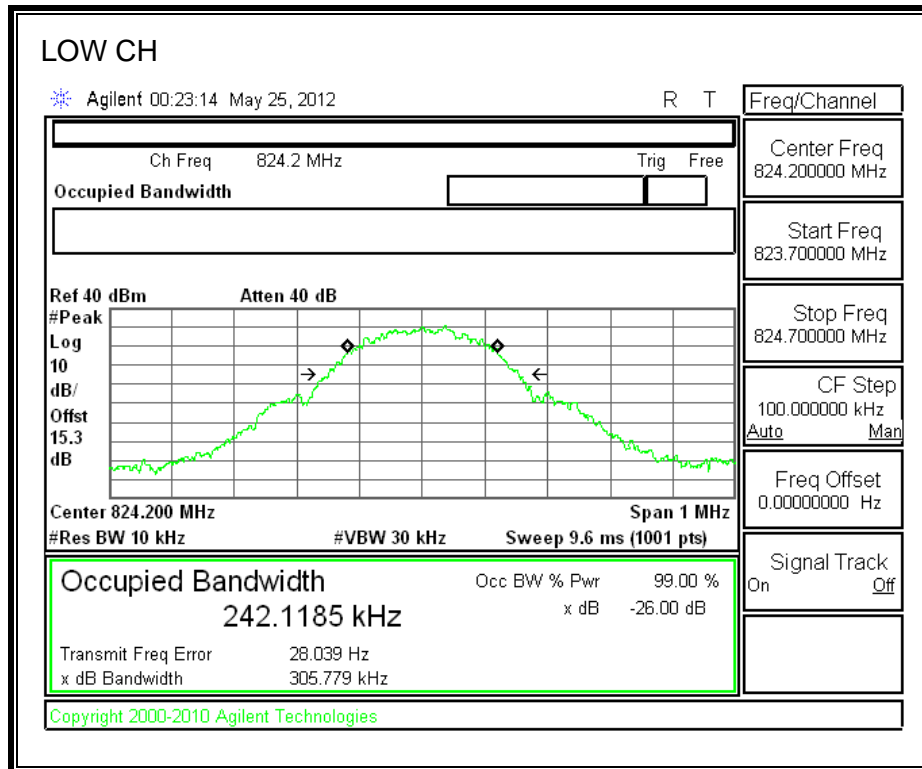 LOW CH
Agilent 00:23:14 May 25, 2012 R T
Freq/Channel
Ch Freq 824.2 MHz Trig Free
Occupied Bandwidth
Center Freq
824.200000 MHz
Start Freq
823.700000 MHz
Stop Freq
824.700000 MHz
CF Step
100.000000 kHz
Auto Man
Freq Offset
0.00000000 Hz
Signal Track
On Off
Ref 40 dBm Atten 40 dB
#Peak
Log
10
dB/
Offst
15.3
dB
Center 824.200 MHz Span 1 MHz
#Res BW 10 kHz #VBW 30 kHz Sweep 9.6 ms (1001 pts)
Occupied Bandwidth Occ BW % Pwr 99.00 %
242.1185 kHz x dB -26.00 dB
Transmit Freq Error 28.039 Hz
x dB Bandwidth 305.779 kHz
Copyright 2000-2010 Agilent Technologies